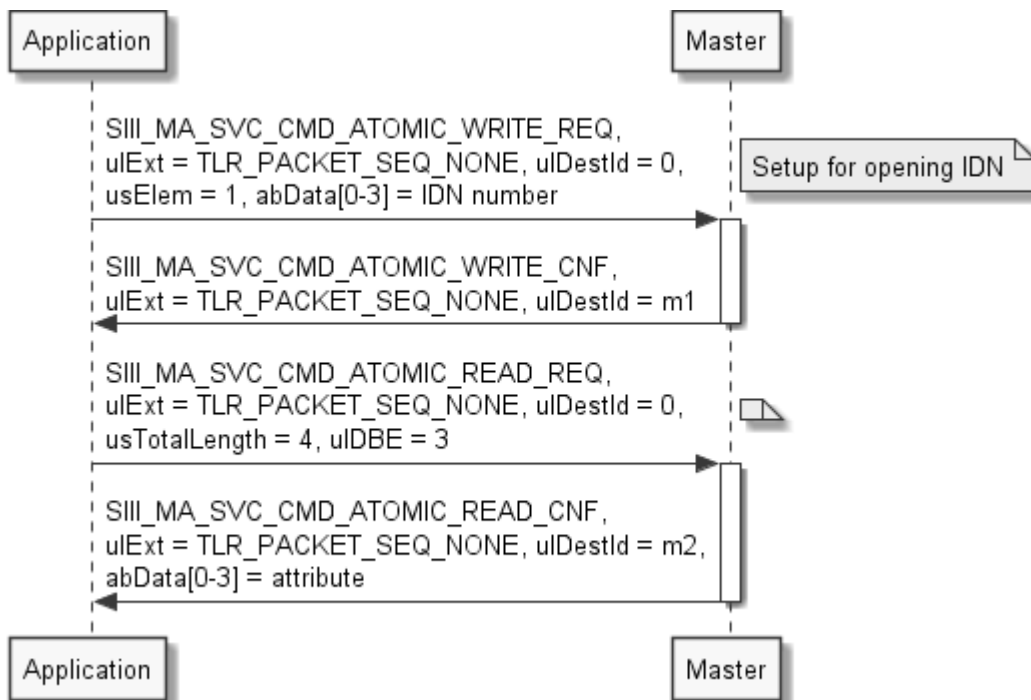 Application
Master
SIII_MA_SVC_CMD_ATOMIC_WRITE_REQ,
ulExt = TLR_PACKET_SEQ_NONE, ulDestId = 0,
usElem = 1, abData[0-3] = IDN number
Setup for opening IDN
SIII_MA_SVC_CMD_ATOMIC_WRITE_CNF,
ulExt = TLR_PACKET_SEQ_NONE, ulDestId = m1
SIII_MA_SVC_CMD_ATOMIC_READ_REQ,
ulExt = TLR_PACKET_SEQ_NONE, ulDestId = 0,
usTotalLength = 4, ulDBE = 3
SIII_MA_SVC_CMD_ATOMIC_READ_CNF,
ulExt = TLR_PACKET_SEQ_NONE, ulDestId = m2,
abData[0-3] = attribute
Application
Master